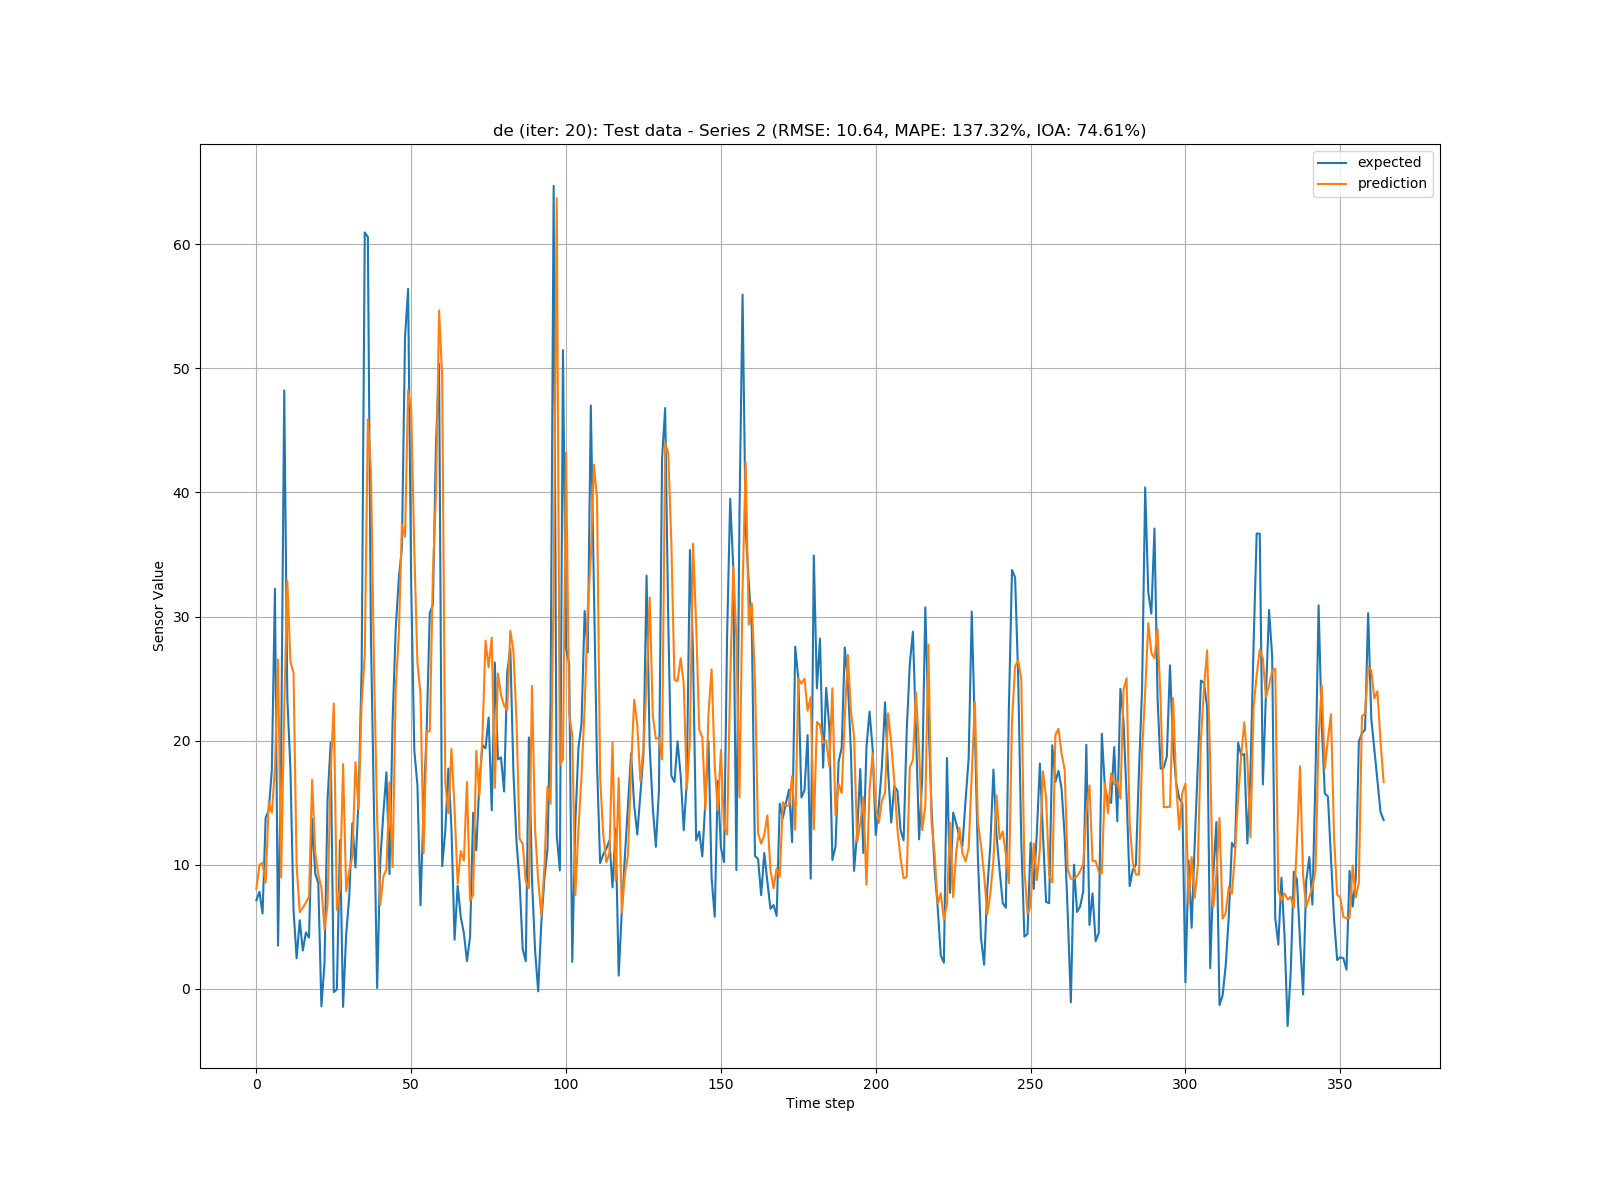 de (iter: 20): Test data - Series 2 (RMSE: 10.64, MAPE: 137.32%, IOA: 74.61%)
expected
prediction
60
50
40
30
20
10
0
Sensor Value
0 50 100 150 200 250 300 350
Time step